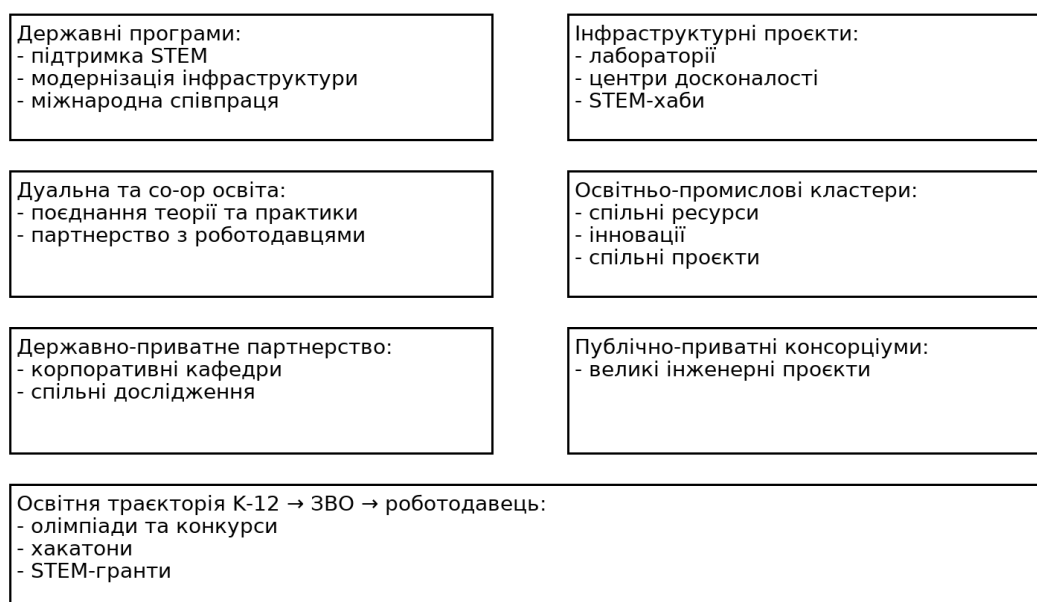 Державні програми:
- підтримка STEM
- модернізація інфраструктури
- міжнародна співпраця
Інфраструктурні проєкти:
- лабораторії
- центри досконалості
- STEM-хаби
Дуальна та co-op освіта:
- поєднання теорії та практики
- партнерство з роботодавцями
Освітньо-промислові кластери:
- спільні ресурси
- інновації
- спільні проєкти
Державно-приватне партнерство:
- корпоративні кафедри
- спільні дослідження
Публічно-приватні консорціуми:
- великі інженерні проєкти
Освітня траєкторія K-12 → ЗВО → роботодавець:
- олімпіади та конкурси
- хакатони
- STEM-гранти